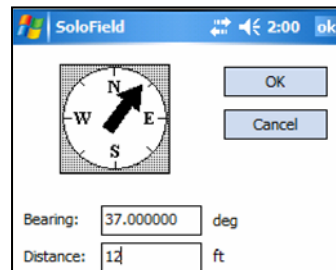 SoloField 2:00 ok
N
W E
S
OK
Cancel
Bearing: 37.000000 deg
Distance: 12 ft